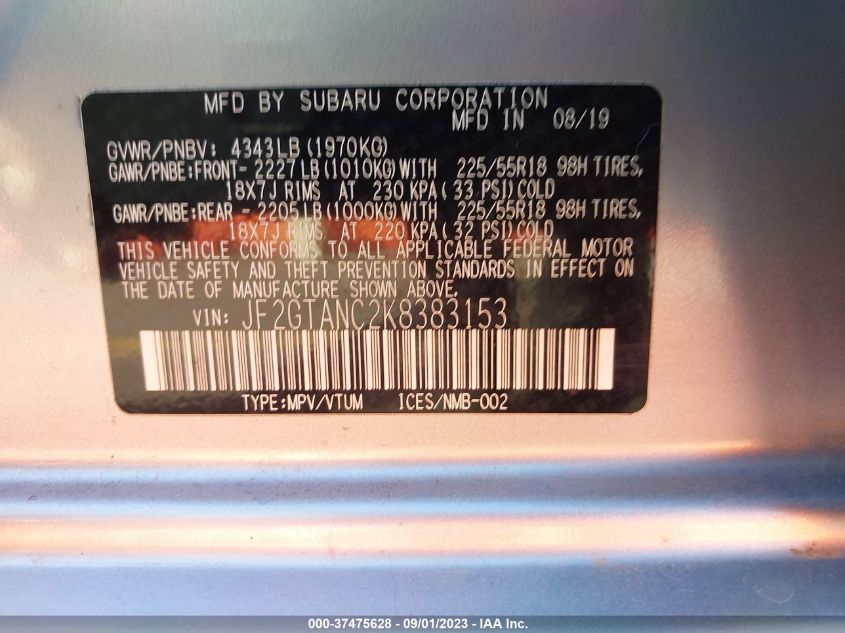 MFD BY SUBARU CORPORATION
MFD IN 08/19
GVWR/PNBV: 4343LB (1970KG)
GAWR/PNBE:FRONT- 2227LB(1010KG)WITH 225/55R18 98H TIRES,
18X7J RIMS AT 230 KPA( 33 PSI)COLD
GAWR/PNBE:REAR - 2205LB(1000KG)WITH 225/55R18 98H TIRES,
18X7J RIMS AT 220 KPA( 32 PSI)COLD
THIS VEHICLE CONFORMS TO ALL APPLICABLE FEDERAL MOTOR
VEHICLE SAFETY AND THEFT PREVENTION STANDARDS IN EFFECT ON
THE DATE OF MANUFACTURE SHOWN ABOVE.
VIN: JF2GTANC2K8383153
TYPE:MPV/VTUM ICES/NMB-002
000-37475628 - 09/01/2023 - IAA Inc.